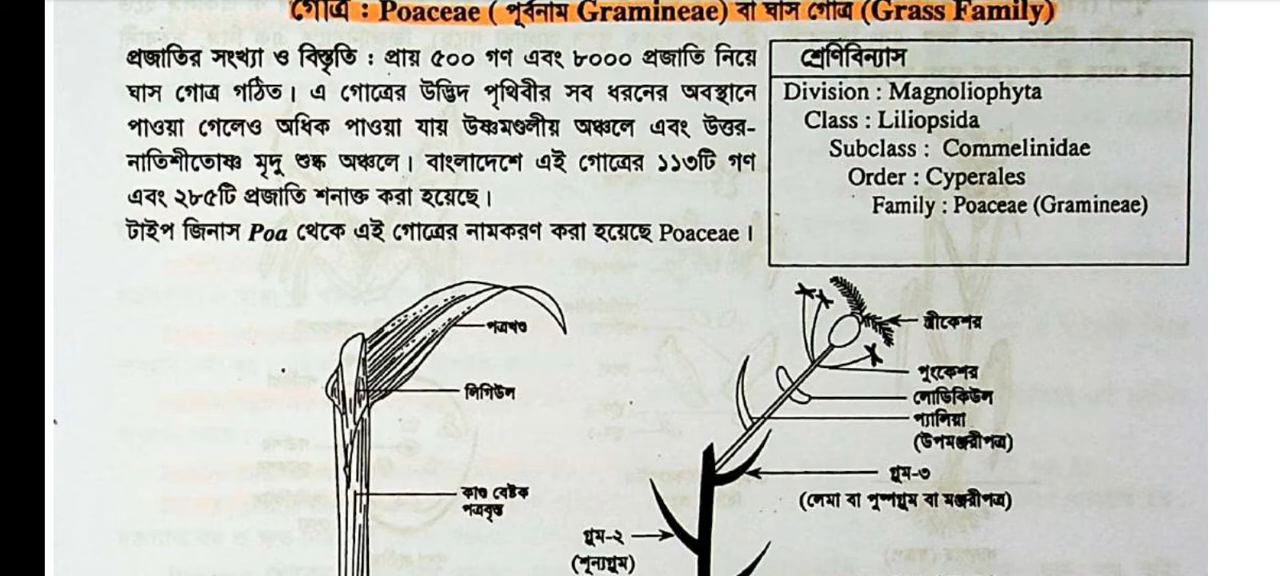 গোত্র : Poaceae ( পূর্বনাম Gramineae) বা ঘাস গোত্র (Grass Family)
প্রজাতির সংখ্যা ও বিস্তৃতি : প্রায় ৫০০ গণ এবং ৮০০০ প্রজাতি নিয়ে
ঘাস গোত্র গঠিত। এ গোত্রের উদ্ভিদ পৃথিবীর সব ধরনের অবস্থানে
পাওয়া গেলেও অধিক পাওয়া যায় উষ্ণমণ্ডলীয় অঞ্চলে এবং উত্তর-
নাতিশীতোষ্ণ মৃদু শুষ্ক অঞ্চলে। বাংলাদেশে এই গোত্রের ১১৩টি গণ
এবং ২৮৫টি প্রজাতি শনাক্ত করা হয়েছে।
টাইপ জিনাস Poa থেকে এই গোত্রের নামকরণ করা হয়েছে Poaceae।
শ্রেণিবিন্যাস
Division : Magnoliophyta
Class : Liliopsida
Subclass : Commelinidae
Order : Cyperales
Family : Poaceae (Gramineae)
পত্রখণ্ড
লিগিউল
কাণ্ড বেষ্টক
পত্রবৃন্ত
স্ত্রীকেশর
পুংকেশর
লোডিকিউল
প্যালিয়া
(উপমঞ্জরীপত্র)
গ্লুম-৩
(লেমা বা পুষ্পগ্লুম বা মঞ্জরীপত্র)
গ্লুম-২
(শূন্যগ্লুম)